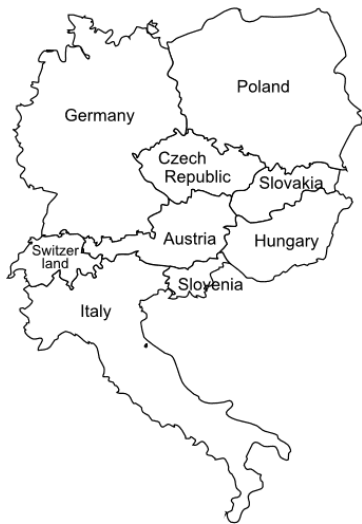 Poland
Germany
Czech
Republic
Slovakia
Austria
Hungary
Switzer
land
Slovenia
Italy